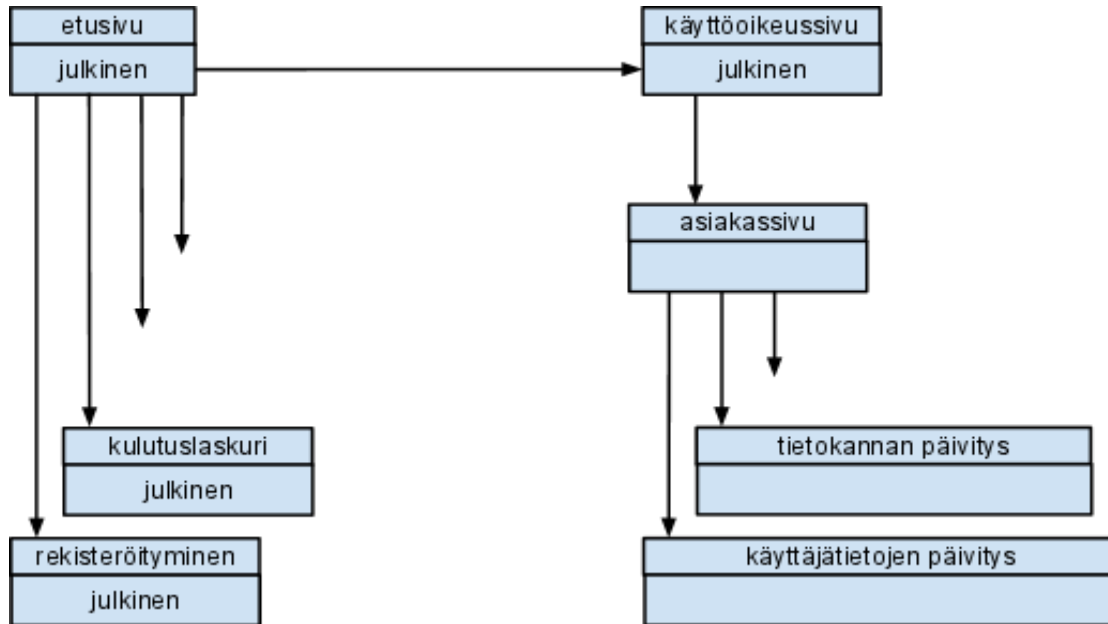 etusivu
julkinen
käyttöoikeussivu
julkinen
asiakassivu
kulutuslaskuri
julkinen
tietokannan päivitys
rekisteröityminen
julkinen
käyttäjätietojen päivitys